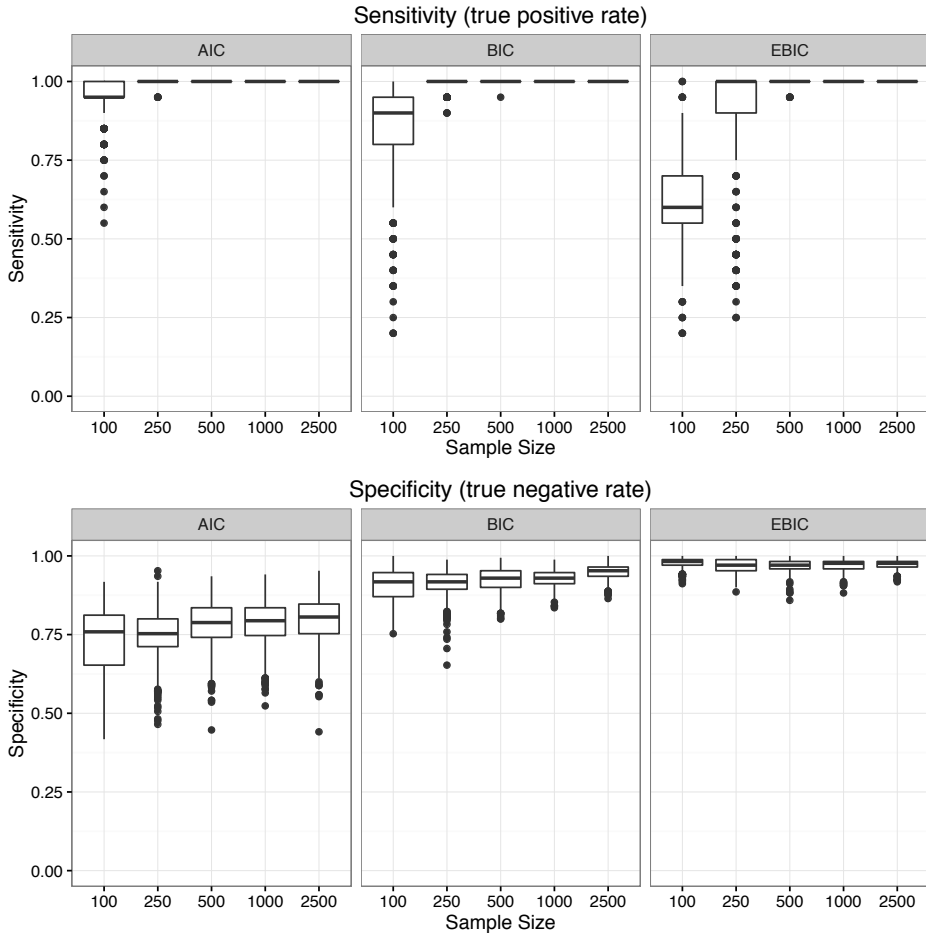 Sensitivity (true positive rate)
AIC BIC EBIC
1.00
0.75
0.50
0.25
0.00
Sensitivity
100 250 500 1000 2500 100 250 500 1000 2500 100 250 500 1000 2500
Sample Size
Specificity (true negative rate)
AIC BIC EBIC
1.00
0.75
0.50
0.25
0.00
Specificity
100 250 500 1000 2500 100 250 500 1000 2500 100 250 500 1000 2500
Sample Size